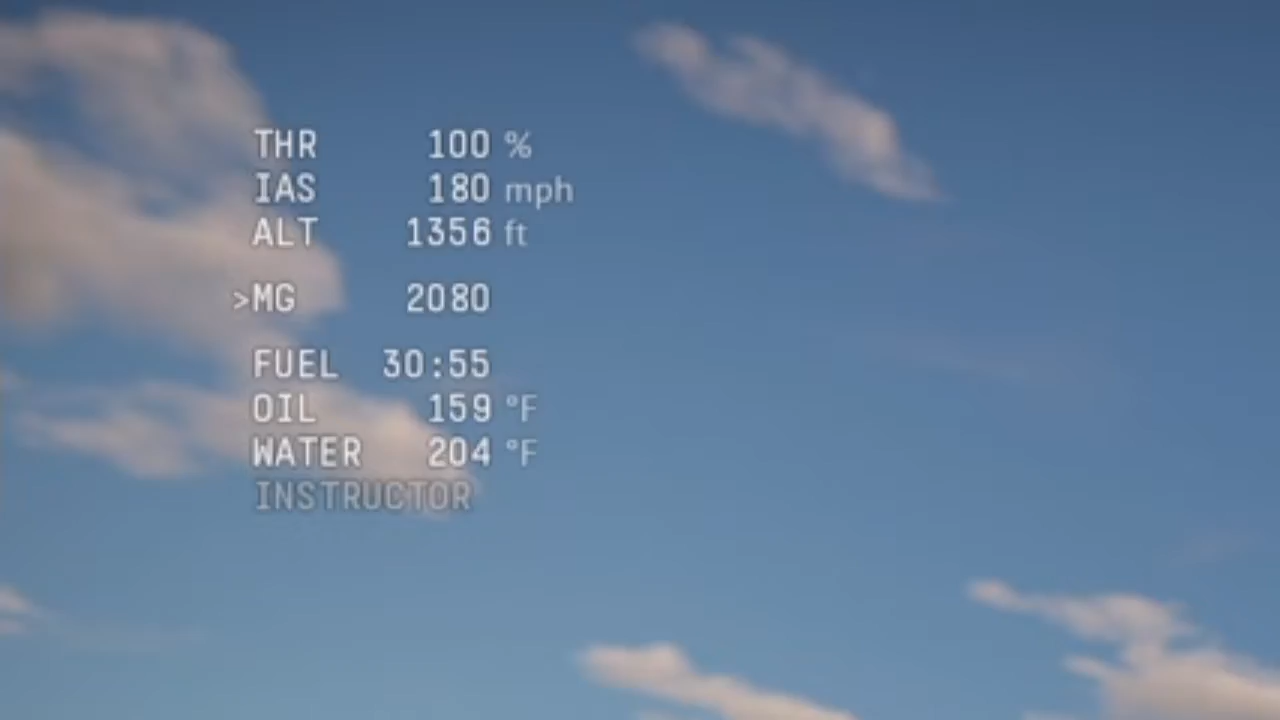 THR 100 %
IAS 180 mph
ALT 1356 ft
>MG 2080
FUEL 30:55
OIL 159 °F
WATER 204 °F
INSTRUCTOR